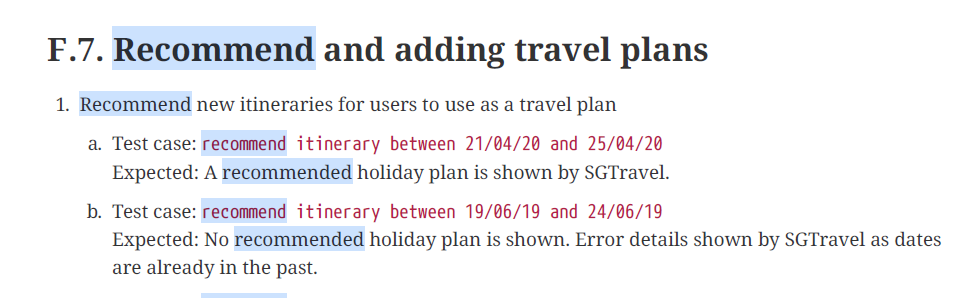 F.7. Recommend and adding travel plans
1. Recommend new itineraries for users to use as a travel plan
a. Test case: recommend itinerary between 21/04/20 and 25/04/20
Expected: A recommended holiday plan is shown by SGTravel.
b. Test case: recommend itinerary between 19/06/19 and 24/06/19
Expected: No recommended holiday plan is shown. Error details shown by SGTravel as dates
are already in the past.